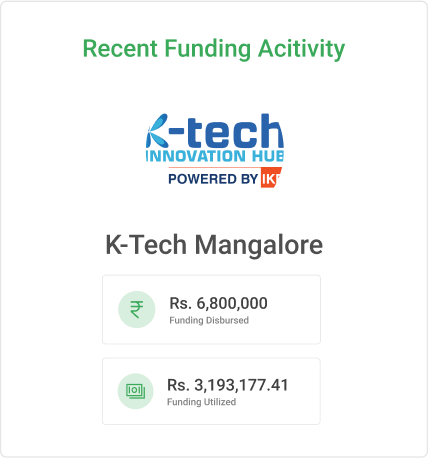 Recent Funding Acitivity
K-tech
INNOVATION HUB
POWERED BY IKP
K-Tech Mangalore
₹
Rs. 6,800,000
Funding Disbursed
Rs. 3,193,177.41
Funding Utilized